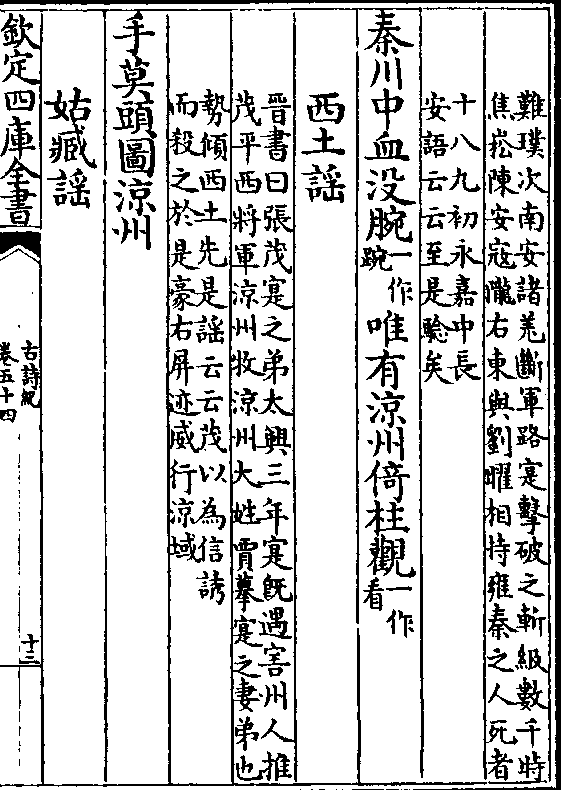 難璞次南安諸羌斷軍路寔擊破之斬級數千時
焦崧陳安寇隴右東與劉曜相持雍秦之人死者
十八九初永嘉中長
安語云云至是驗矣
秦川中血没腕一作踠唯有涼州倚柱觀一作看
西土謡
晉書曰張茂寔之弟太興三年寔既遇害州人推
茂平西將軍涼州牧涼州大姓賈摹寔之妻弟也
勢傾西土先是謡云云茂以為信誘
而殺之於是豪右屏迹威行涼域
手莫頭圖涼州
姑臧謡
欽定四庫全書
古詩紀
卷五十四
十三